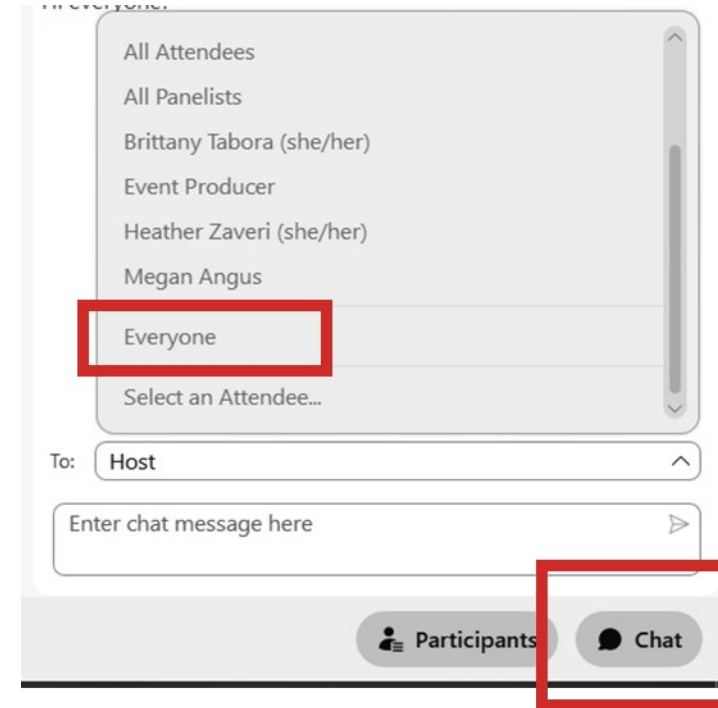 All Attendees
All Panelists
Brittany Tabora (she/her)
Event Producer
Heather Zaveri (she/her)
Megan Angus
Everyone
Select an Attendee...
To: Host
Enter chat message here
Participants Chat